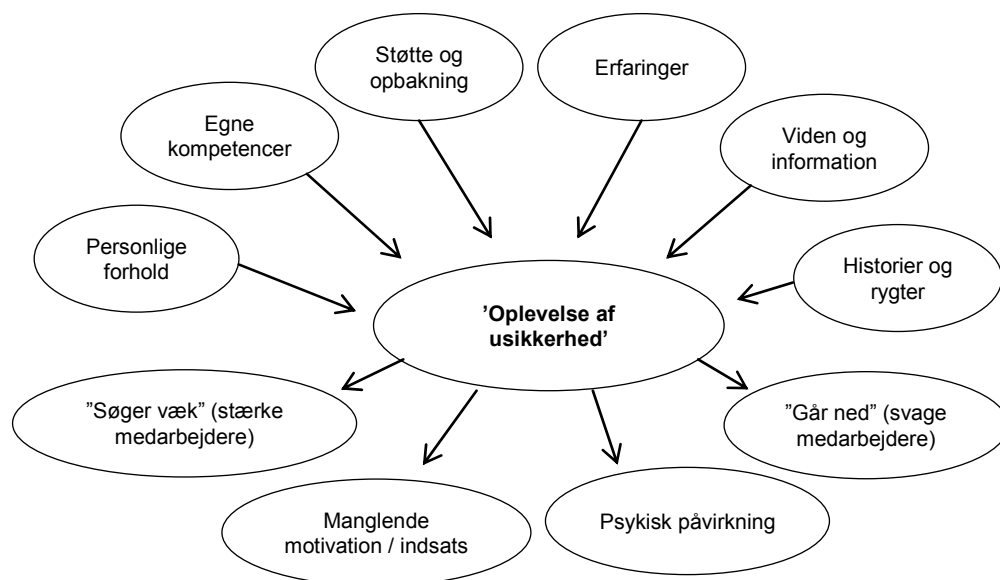 Støtte og
opbakning
Erfaringer
Egne
kompetencer
Viden og
information
Personlige
forhold
Historier og
rygter
’Oplevelse af
usikkerhed’
”Søger væk” (stærke
medarbejdere)
”Går ned” (svage
medarbejdere)
Manglende
motivation / indsats
Psykisk påvirkning